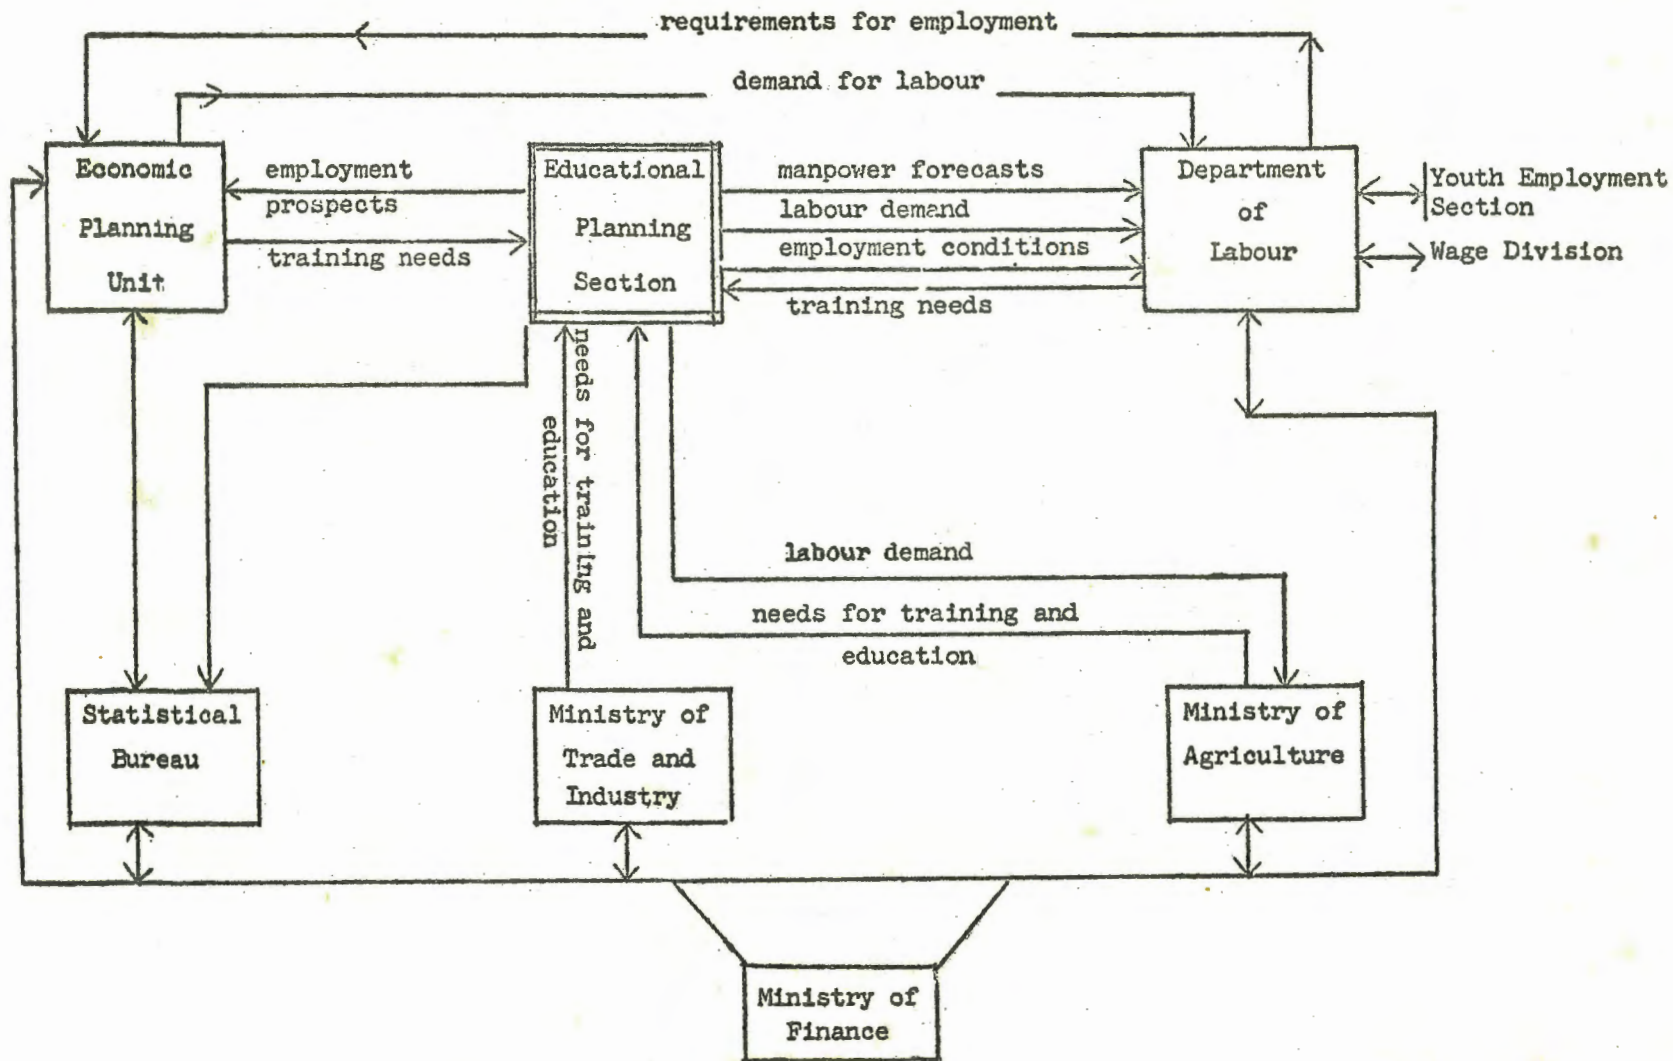 requirements for employment
demand for labour
Economic
Planning
Unit
employment
prospects
training needs
Educational
Planning
Section
manpower forecasts
labour demand
employment conditions
training needs
Department
of
Labour
Youth Employment
Section
Wage Division
needs for training and
education
labour demand
needs for training and
education
Statistical
Bureau
Ministry of
Trade and
Industry
Ministry of
Agriculture
Ministry of
Finance